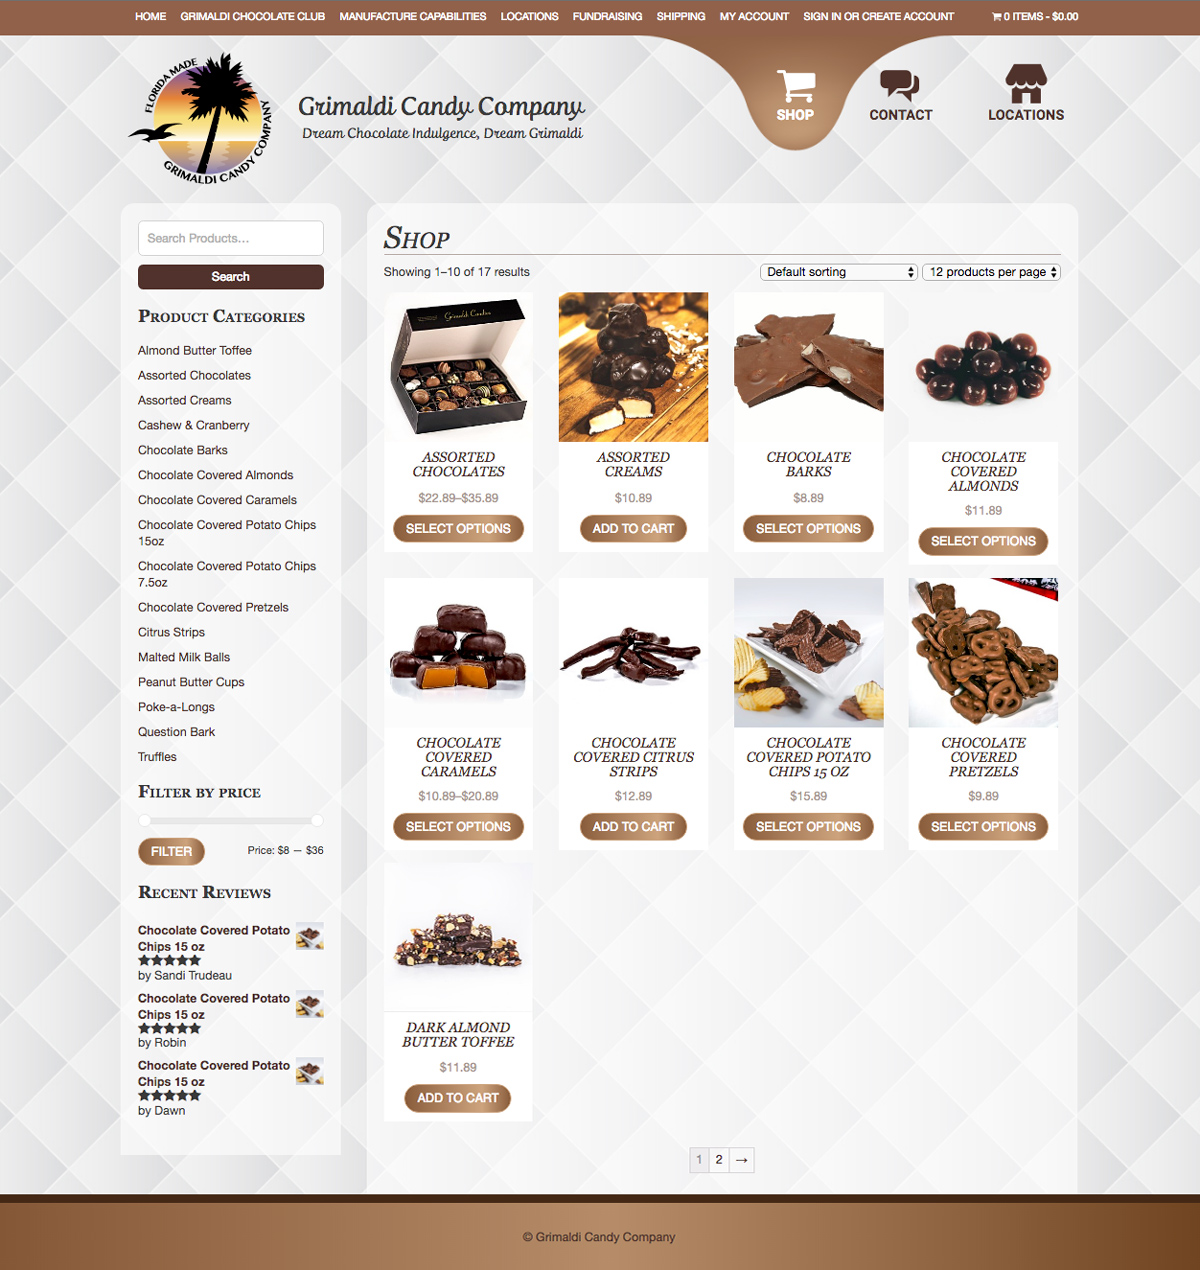 HOME GRIMALDI CHOCOLATE CLUB MANUFACTURE CAPABILITIES LOCATIONS FUNDRAISING SHIPPING MY ACCOUNT SIGN IN OR CREATE ACCOUNT 0 ITEMS - $0.00
FLORIDA MADE
GRIMALDI CANDY COMPANY
Grimaldi Candy Company
Dream Chocolate Indulgence, Dream Grimaldi
SHOP
CONTACT
LOCATIONS
Search Products...
Search
Product Categories
Almond Butter Toffee
Assorted Chocolates
Assorted Creams
Cashew & Cranberry
Chocolate Barks
Chocolate Covered Almonds
Chocolate Covered Caramels
Chocolate Covered Potato Chips
15oz
Chocolate Covered Potato Chips
7.5oz
Chocolate Covered Pretzels
Citrus Strips
Malted Milk Balls
Peanut Butter Cups
Poke-a-Longs
Question Bark
Truffles
Filter by price
FILTER
Price: $8 — $36
Recent Reviews
Chocolate Covered Potato
Chips 15 oz
by Sandi Trudeau
Chocolate Covered Potato
Chips 15 oz
by Robin
Chocolate Covered Potato
Chips 15 oz
by Dawn
Shop
Showing 1–10 of 17 results
Default sorting
12 products per page
Grimaldi Candies
ASSORTED
CHOCOLATES
$22.89–$35.89
SELECT OPTIONS
ASSORTED
CREAMS
$10.89
ADD TO CART
CHOCOLATE
BARKS
$8.89
SELECT OPTIONS
CHOCOLATE
COVERED
ALMONDS
$11.89
SELECT OPTIONS
CHOCOLATE
COVERED
CARAMELS
$10.89–$20.89
SELECT OPTIONS
CHOCOLATE
COVERED CITRUS
STRIPS
$12.89
ADD TO CART
CHOCOLATE
COVERED POTATO
CHIPS 15 OZ
$15.89
SELECT OPTIONS
CHOCOLATE
COVERED
PRETZELS
$9.89
SELECT OPTIONS
DARK ALMOND
BUTTER TOFFEE
$11.89
ADD TO CART
1 2 →
© Grimaldi Candy Company